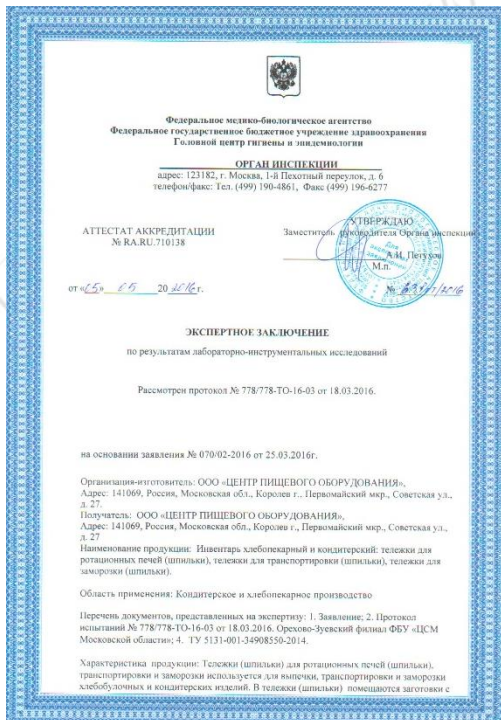 Федеральное медико-биологическое агентство
Федеральное государственное бюджетное учреждение здравоохранения
Головной центр гигиены и эпидемиологии
ОРГАН ИНСПЕКЦИИ
адрес: 123182, г. Москва, 1-й Пехотный переулок, д. 6
телефон/факс: Тел. (499) 190-4861, Факс (499) 196-6277
АТТЕСТАТ АККРЕДИТАЦИИ
№ RA.RU.710138
УТВЕРЖДАЮ
Заместитель руководителя Органа инспекции
А.И. Петухов
М.п.
от «05» 05 2016 г.
№
ЭКСПЕРТНОЕ ЗАКЛЮЧЕНИЕ
по результатам лабораторно-инструментальных исследований
Рассмотрен протокол № 778/778-ТО-16-03 от 18.03.2016.
на основании заявления № 070/02-2016 от 25.03.2016г.
Организация-изготовитель: ООО «ЦЕНТР ПИЩЕВОГО ОБОРУДОВАНИЯ»,
Адрес: 141069, Россия, Московская обл., Королев г., Первомайский мкр., Советская ул.,
д. 27.
Получатель: ООО «ЦЕНТР ПИЩЕВОГО ОБОРУДОВАНИЯ»,
Адрес: 141069, Россия, Московская обл., Королев г., Первомайский мкр., Советская ул.,
д. 27
Наименование продукции: Инвентарь хлебопекарный и кондитерский: тележки для
ротационных печей (шпильки), тележки для транспортировки (шпильки), тележки для
заморозки (шпильки).
Область применения: Кондитерское и хлебопекарное производство
Перечень документов, представленных на экспертизу: 1. Заявление; 2. Протокол
испытаний № 778/778-ТО-16-03 от 18.03.2016. Орехово-Зуевский филиал ФБУ «ЦСМ
Московской области»; 4. ТУ 5131-001-34908550-2014.
Характеристика продукции: Тележки (шпильки) для ротационных печей (шпильки),
транспортировки и заморозки используется для выпечки, транспортировки и заморозки
хлебобулочных и кондитерских изделий. В тележки (шпильки) помещаются заготовки с